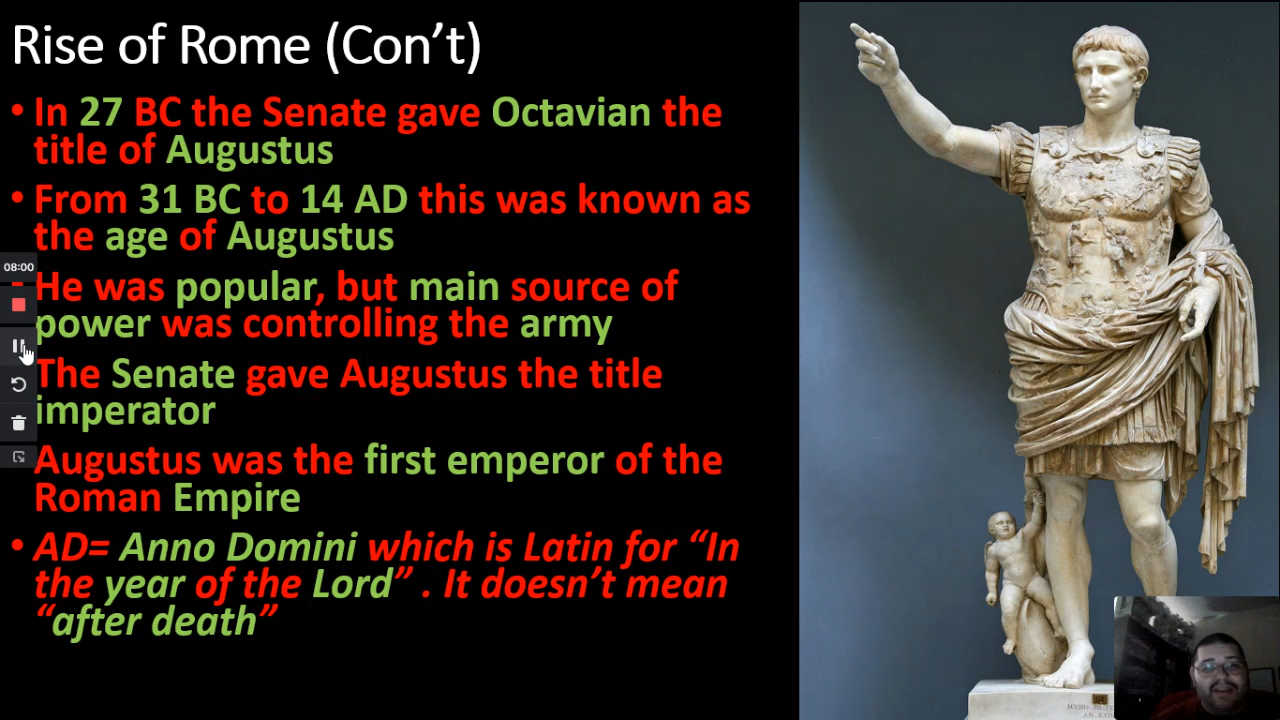 Rise of Rome (Con’t)
• In 27 BC the Senate gave Octavian the
title of Augustus
• From 31 BC to 14 AD this was known as
the age of Augustus
He was popular, but main source of
power was controlling the army
The Senate gave Augustus the title
imperator
Augustus was the first emperor of the
Roman Empire
• AD= Anno Domini which is Latin for “In
the year of the Lord” . It doesn’t mean
“after death”
08:00